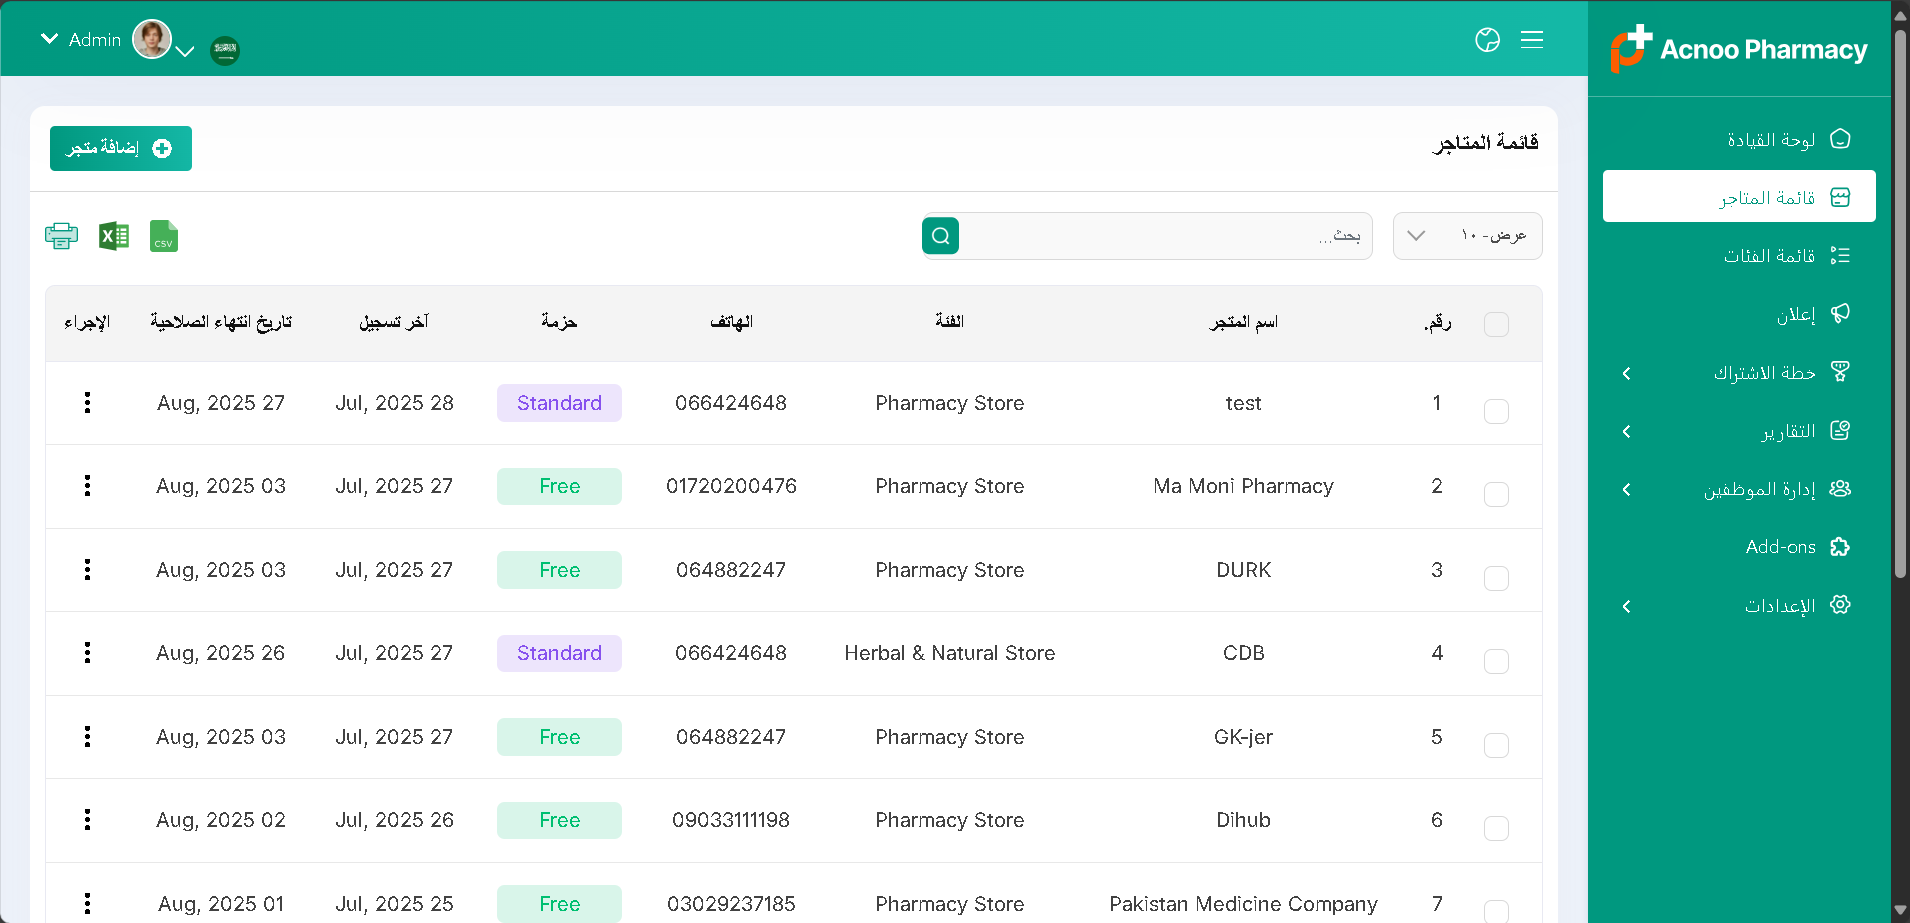 Acnoo Pharmacy
Admin
لوحة القيادة
قائمة المتاجر
قائمة الفئات
إعلان
خطة الاشتراك
التقارير
إدارة الموظفين
Add-ons
الإعدادات
قائمة المتاجر
إضافة متجر
عرض- ١٠
بحث...
CSV
رقم. اسم المتجر الفئة الهاتف حزمة آخر تسجيل تاريخ انتهاء الصلاحية الإجراء
1 test Pharmacy Store 066424648 Standard Jul, 2025 28 Aug, 2025 27
2 Ma Moni Pharmacy Pharmacy Store 01720200476 Free Jul, 2025 27 Aug, 2025 03
3 DURK Pharmacy Store 064882247 Free Jul, 2025 27 Aug, 2025 03
4 CDB Herbal & Natural Store 066424648 Standard Jul, 2025 27 Aug, 2025 26
5 GK-jer Pharmacy Store 064882247 Free Jul, 2025 27 Aug, 2025 03
6 Dihub Pharmacy Store 09033111198 Free Jul, 2025 26 Aug, 2025 02
7 Pakistan Medicine Company Pharmacy Store 03029237185 Free Jul, 2025 25 Aug, 2025 01